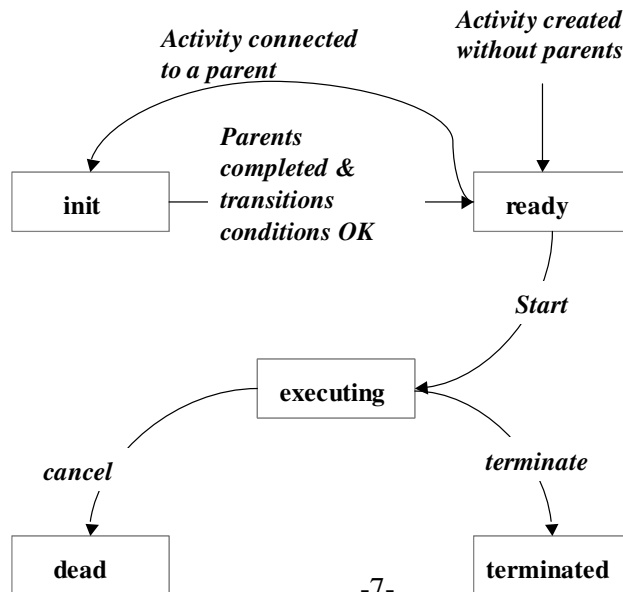 Activity connected
to a parent
Activity created
without parents
Parents
completed &
transitions
conditions OK
init
ready
Start
executing
cancel
terminate
dead
terminated
-7-